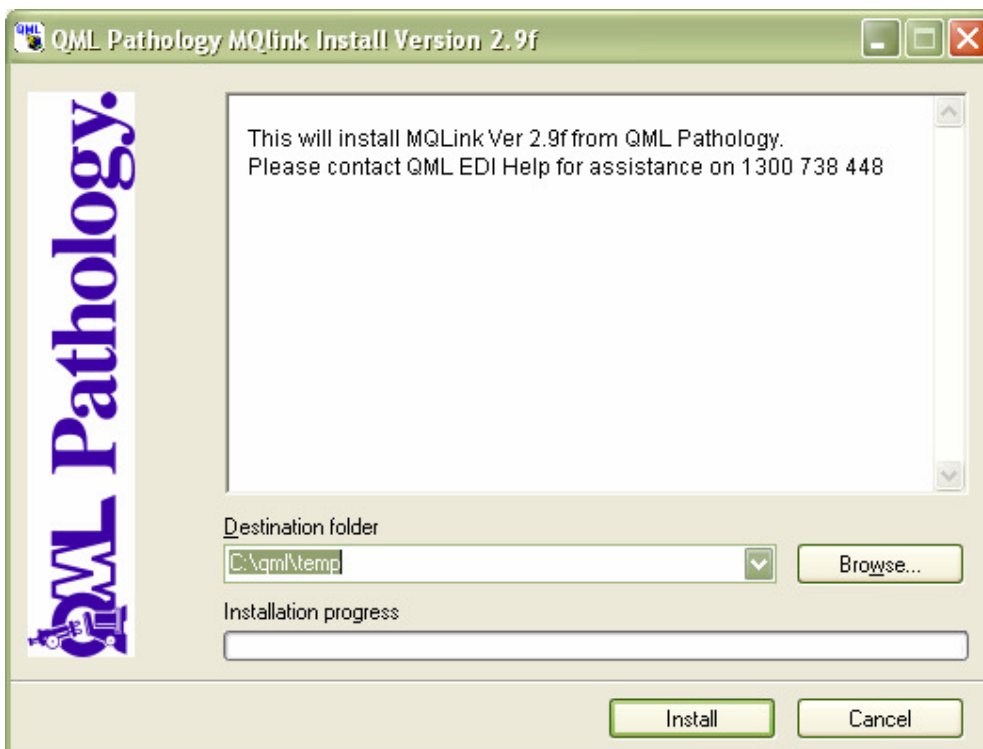 QML
QML Pathology MQlink Install Version 2.9f
QML Pathology.
This will install MQLink Ver 2.9f from QML Pathology.
Please contact QML EDI Help for assistance on 1300 738 448
Destination folder
C:\qml\temp
Browse...
Installation progress
Install
Cancel